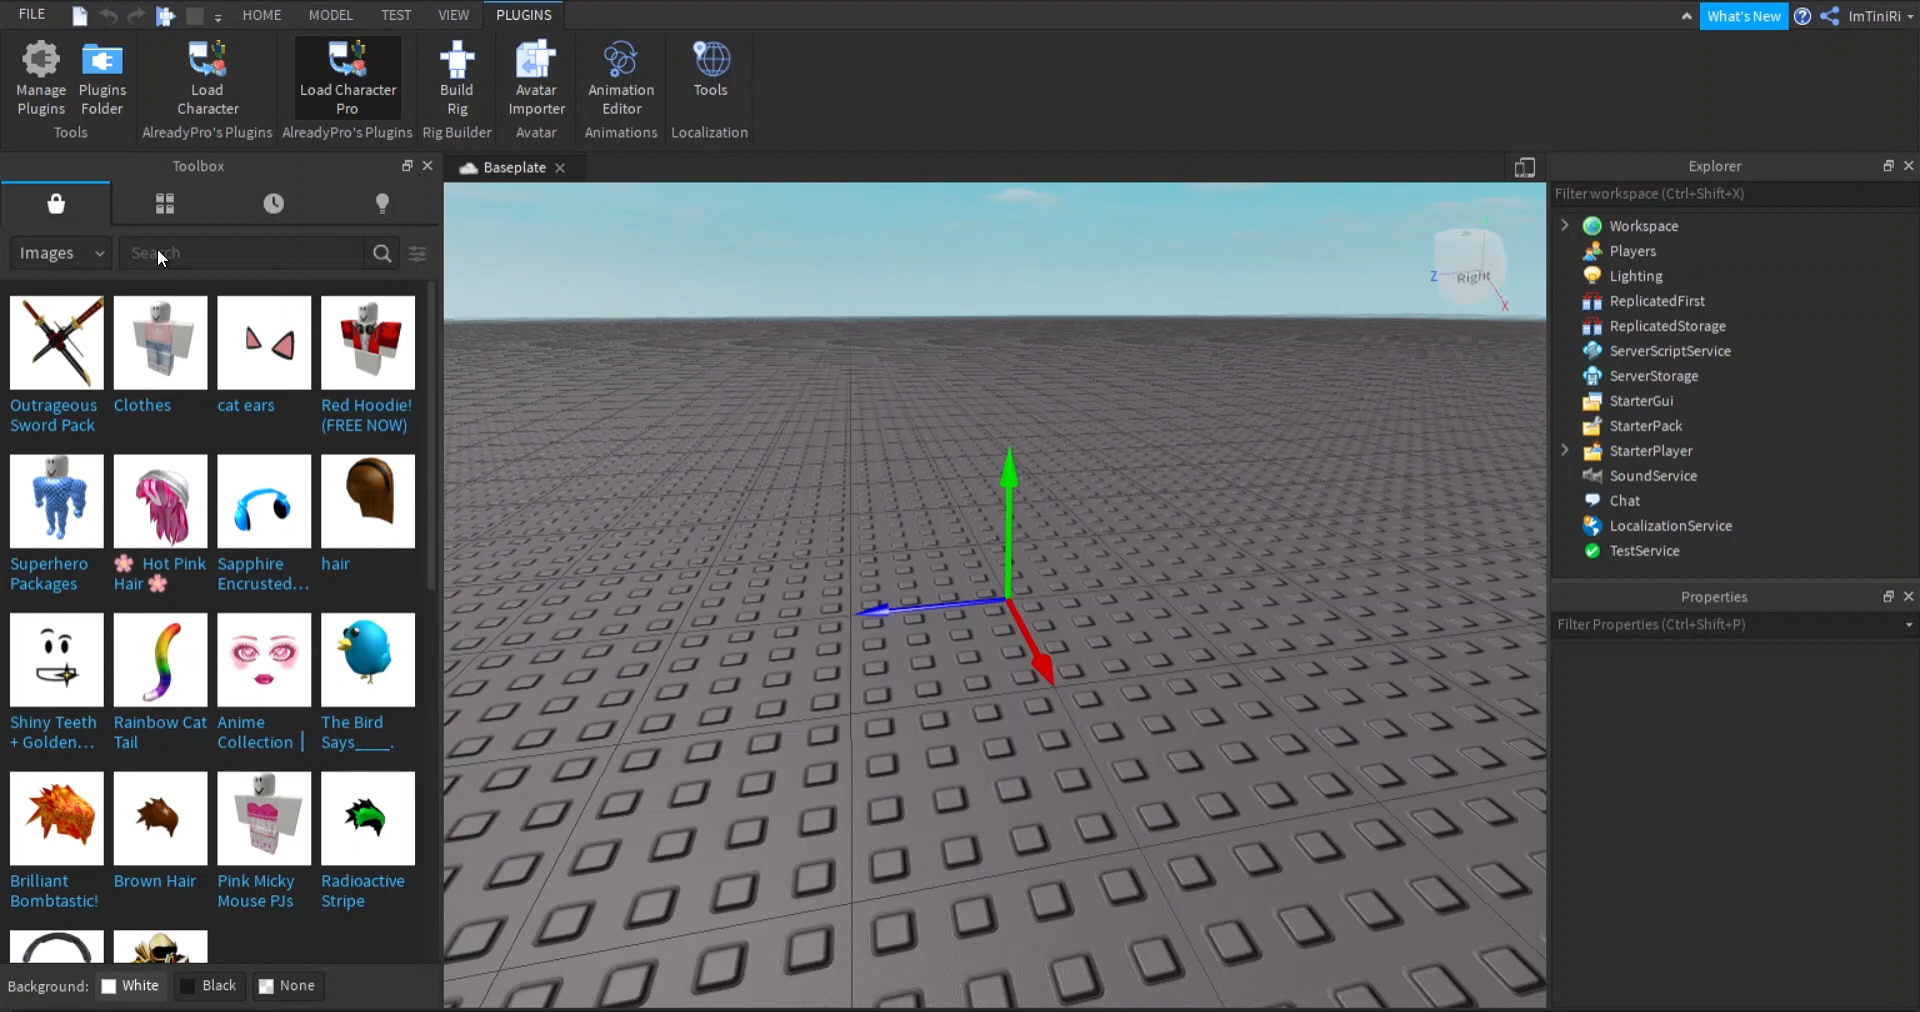 FILE HOME MODEL TEST VIEW PLUGINS What's New ImTiniRi
Manage Plugins
Plugins Folder
Tools
Load Character
AlreadyPro's Plugins
Load Character Pro
AlreadyPro's Plugins
Build Rig
Rig Builder
Avatar Importer
Avatar
Animation Editor
Animations
Tools
Localization
Toolbox
Images
Search
Outrageous
Sword Pack
Clothes
cat ears
Red Hoodie!
(FREE NOW)
Superhero
Packages
🌸 Hot Pink
Hair 🌸
Sapphire
Encrusted...
hair
Shiny Teeth
+ Golden...
Rainbow Cat
Tail
Anime
Collection |
The Bird
Says____.
Brilliant
Bombtastic!
Brown Hair
Pink Micky
Mouse PJs
Radioactive
Stripe
Background: White Black None
Baseplate
Right
Z
X
Explorer
Filter workspace (Ctrl+Shift+X)
Workspace
Players
Lighting
ReplicatedFirst
ReplicatedStorage
ServerScriptService
ServerStorage
StarterGui
StarterPack
StarterPlayer
SoundService
Chat
LocalizationService
TestService
Properties
Filter Properties (Ctrl+Shift+P)